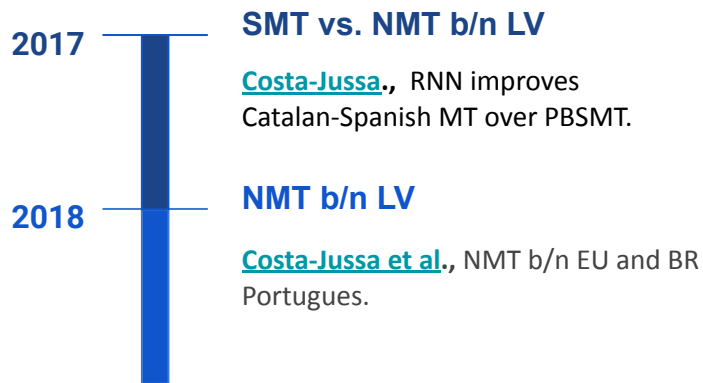 2017
SMT vs. NMT b/n LV
Costa-Jussa., RNN improves
Catalan-Spanish MT over PBSMT.
2018
NMT b/n LV
Costa-Jussa et al., NMT b/n EU and BR
Portugues.